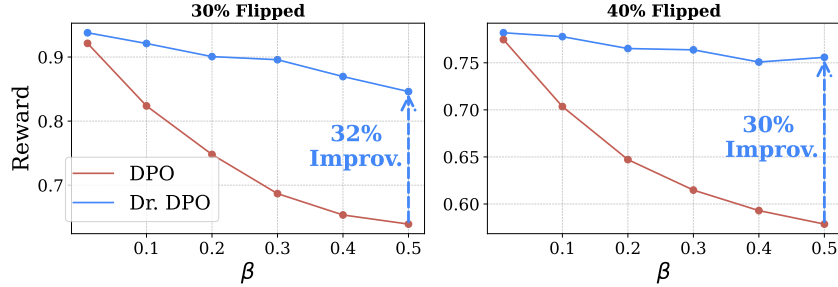 30% Flipped
Reward
0.9
0.8
0.7
32%
Improv.
DPO
Dr. DPO
0.1 0.2 0.3 0.4 0.5
β
40% Flipped
0.75
0.70
0.65
0.60
30%
Improv.
0.1 0.2 0.3 0.4 0.5
β